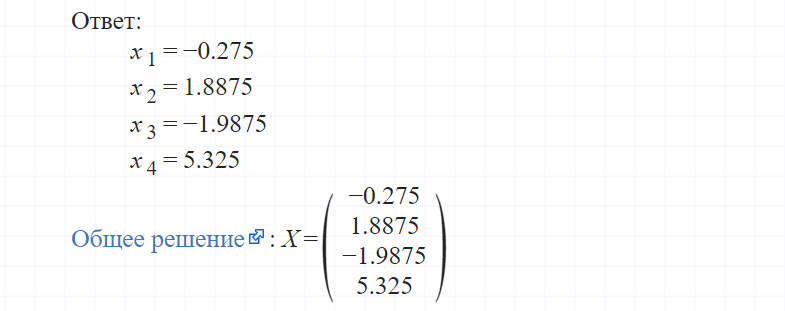 Ответ:
x 1 = −0.275
x 2 = 1.8875
x 3 = −1.9875
x 4 = 5.325
−0.275
1.8875
Общее решение : X =
−1.9875
5.325